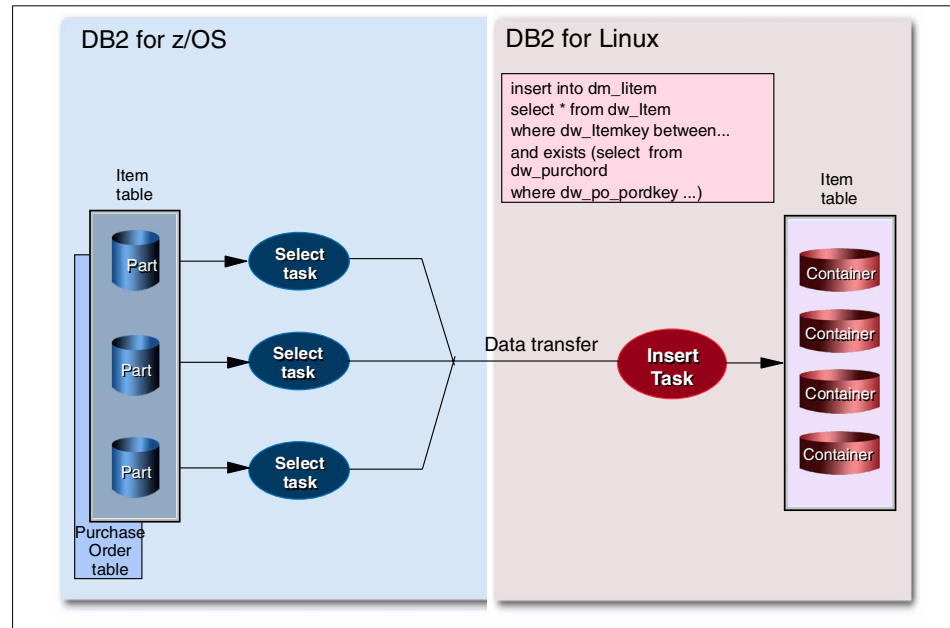 DB2 for z/OS
DB2 for Linux
insert into dm_litem
select * from dw_Item
where dw_Itemkey between...
and exists (select from
dw_purchord
where dw_po_pordkey ...)
Item
table
Part
Part
Part
Purchase
Order
table
Select
task
Select
task
Select
task
Data transfer
Insert
Task
Item
table
Container
Container
Container
Container